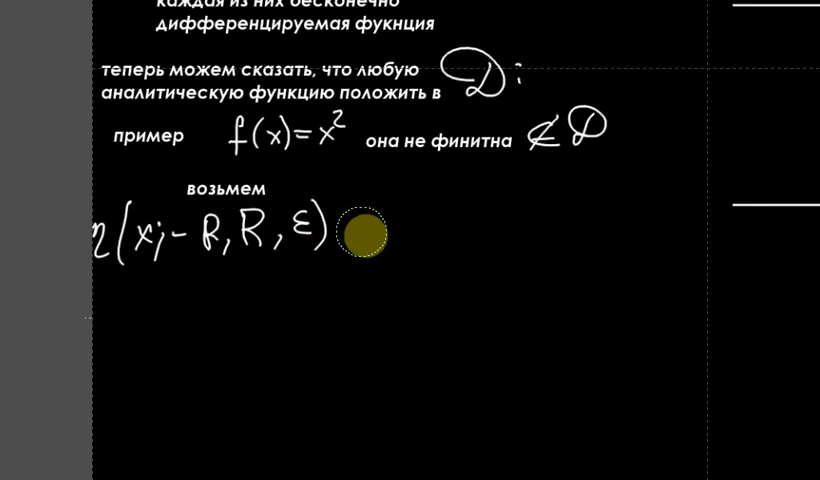 каждая из них бесконечно
дифференцируемая фукнция
теперь можем сказать, что любую
аналитическую функцию положить в D:
пример f(x)=x² она не финитна ⊄ D
возьмем
η(x; -R, R, ε)